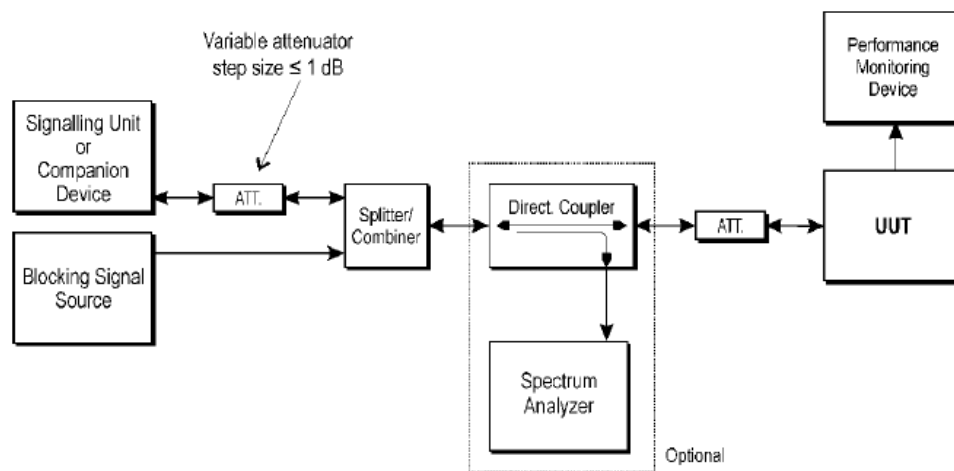 Variable attenuator
step size ≤ 1 dB
Performance
Monitoring
Device
Signalling Unit
or
Companion
Device
ATT.
Splitter/
Combiner
Direct. Coupler
ATT.
UUT
Blocking Signal
Source
Spectrum
Analyzer
Optional